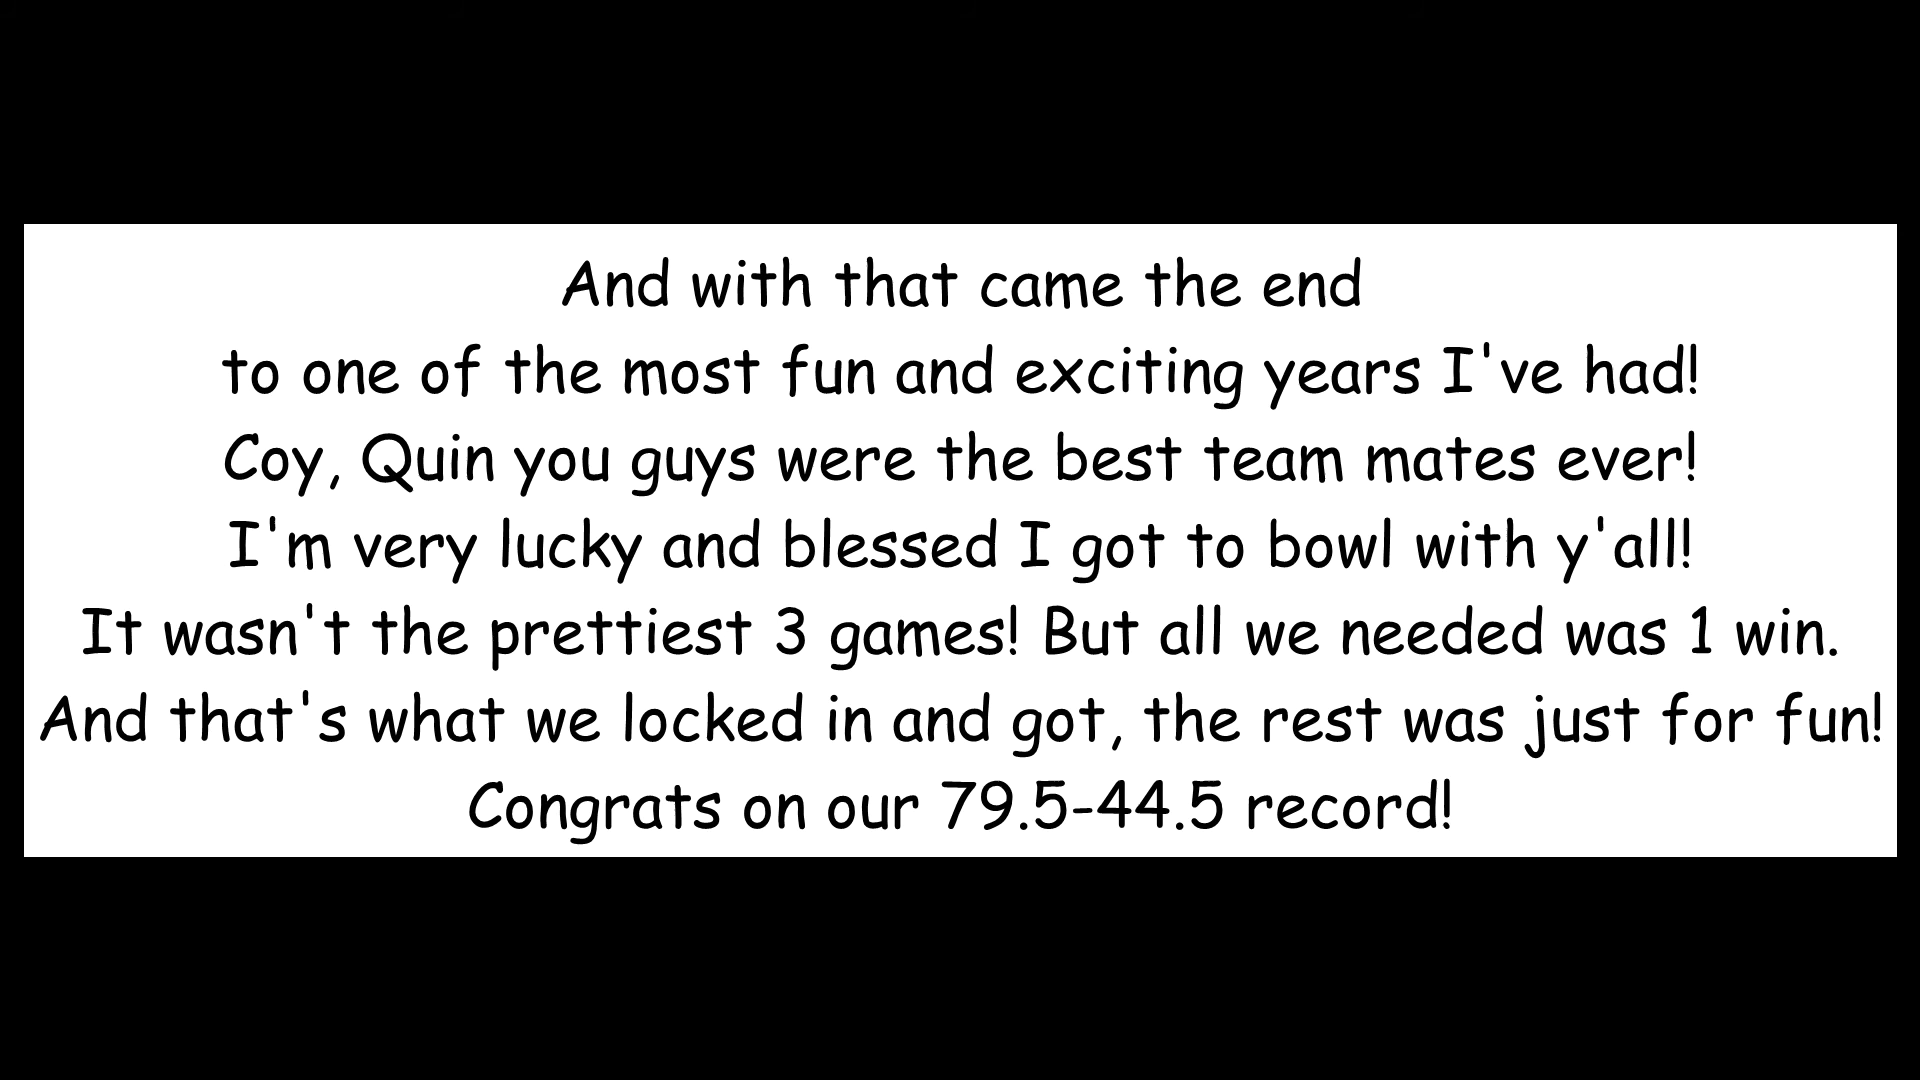 And with that came the end
to one of the most fun and exciting years I've had!
Coy, Quin you guys were the best team mates ever!
I'm very lucky and blessed I got to bowl with y'all!
It wasn't the prettiest 3 games! But all we needed was 1 win.
And that's what we locked in and got, the rest was just for fun!
Congrats on our 79.5-44.5 record!